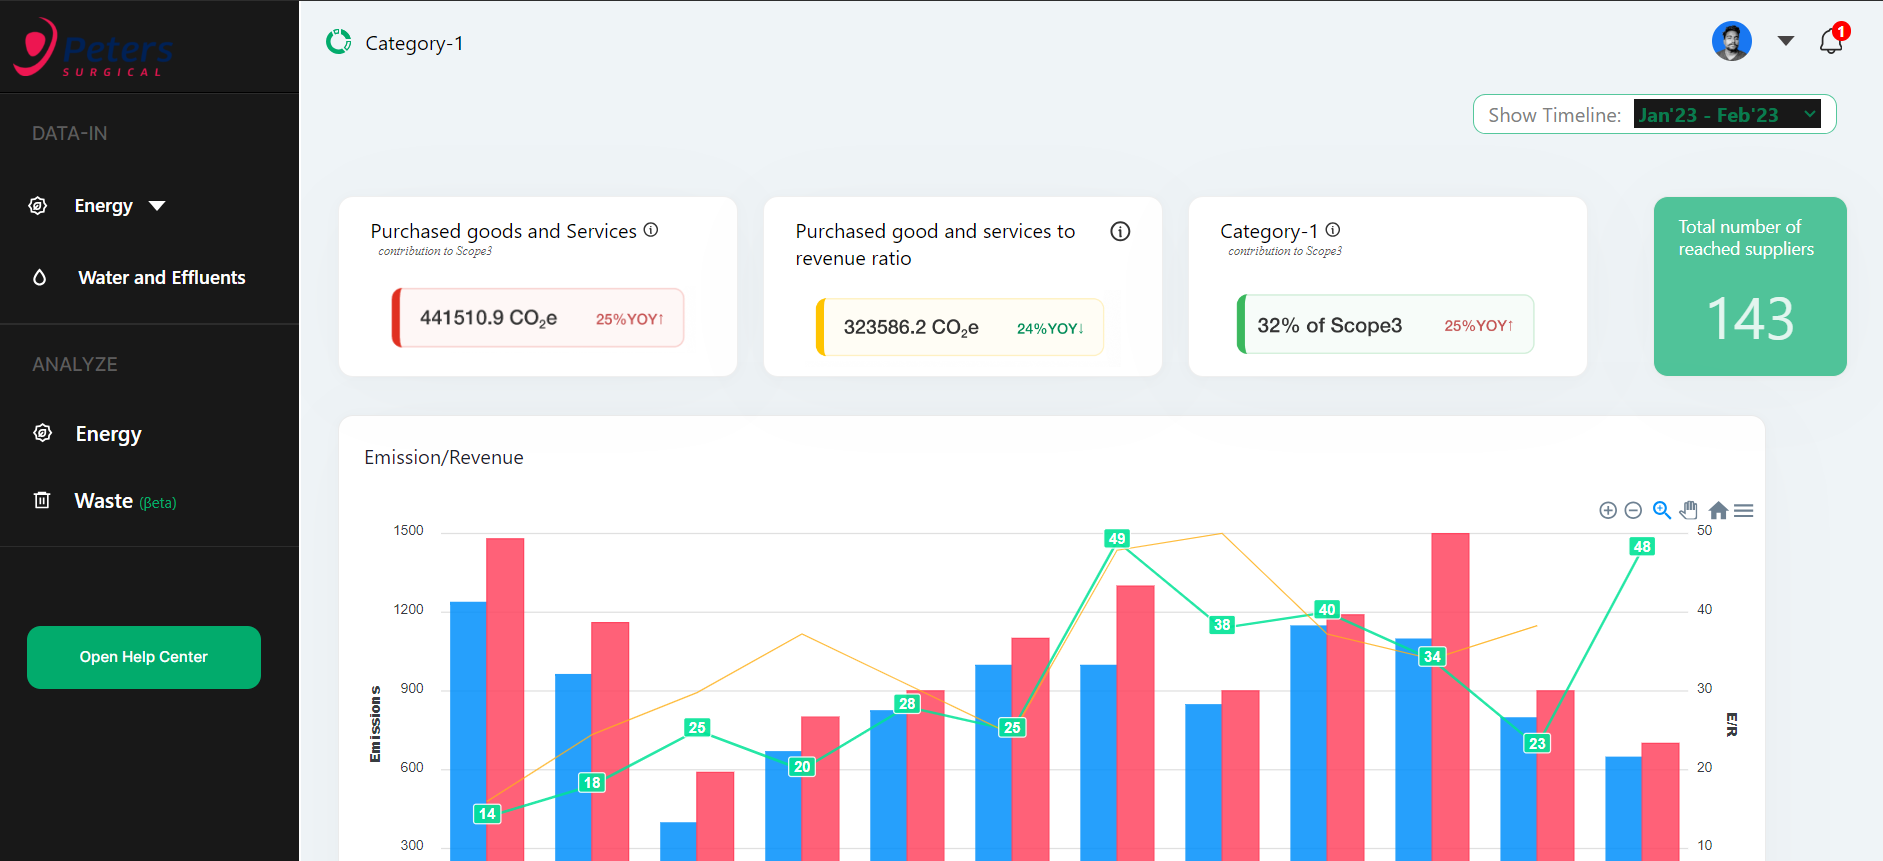 Peters
SURGICAL
DATA-IN
Energy
Water and Effluents
ANALYZE
Energy
Waste (βeta)
Open Help Center
Category-1
1
Show Timeline: Jan'23 - Feb'23
Purchased goods and Services
contribution to Scope3
441510.9 CO₂e 25%YOY↑
Purchased good and services to
revenue ratio
323586.2 CO₂e 24%YOY↓
Category-1
contribution to Scope3
32% of Scope3 25%YOY↑
Total number of
reached suppliers
143
Emission/Revenue
1500
1200
900
600
300
Emissions
14
18
25
20
28
25
49
38
40
34
23
48
50
40
30
20
10
E/R